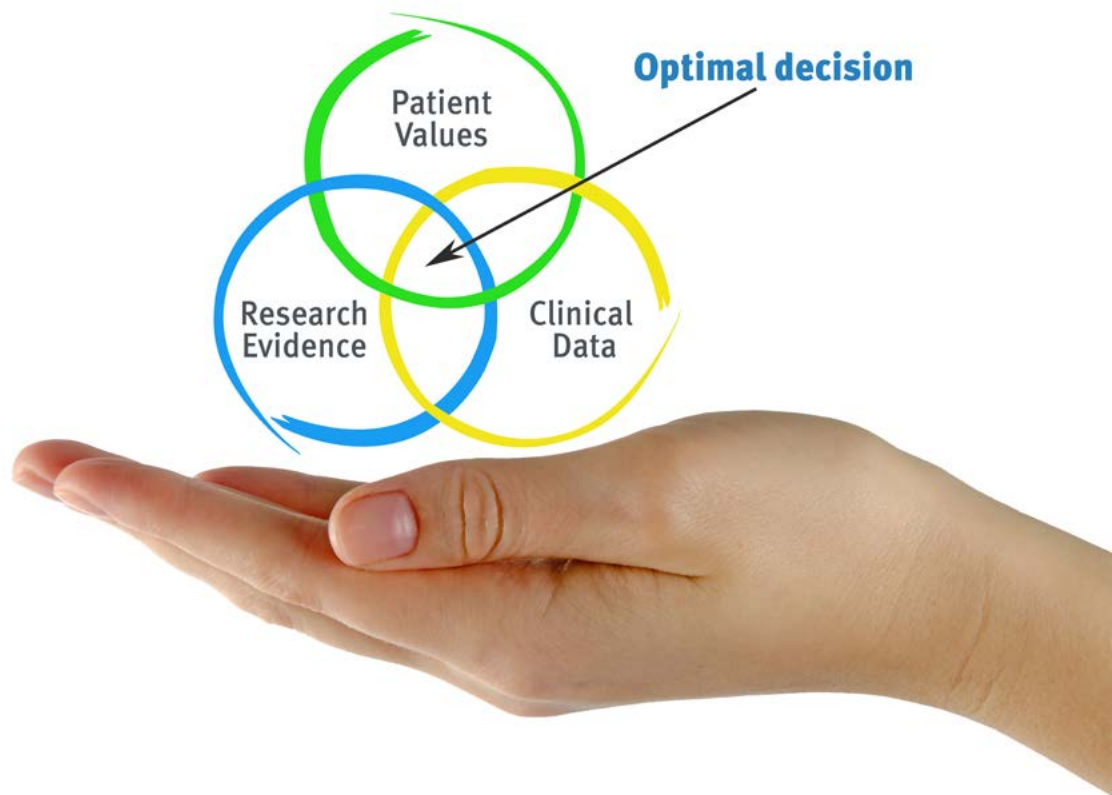 Optimal decision
Patient
Values
Research
Evidence
Clinical
Data